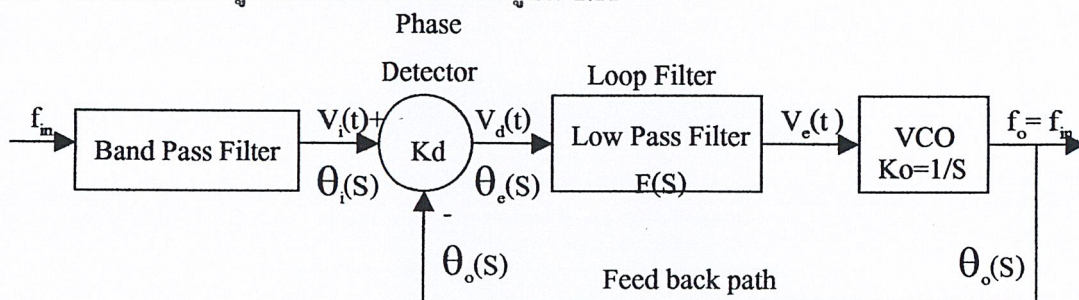 Phase
Detector
Loop Filter
f_in
Band Pass Filter
V_i(t)+
θ_i(S)
Kd
V_d(t)
θ_e(S)
Low Pass Filter
F(S)
V_e(t)
VCO
Ko=1/S
f_o= f_in
-
θ_o(S)
Feed back path
θ_o(S)